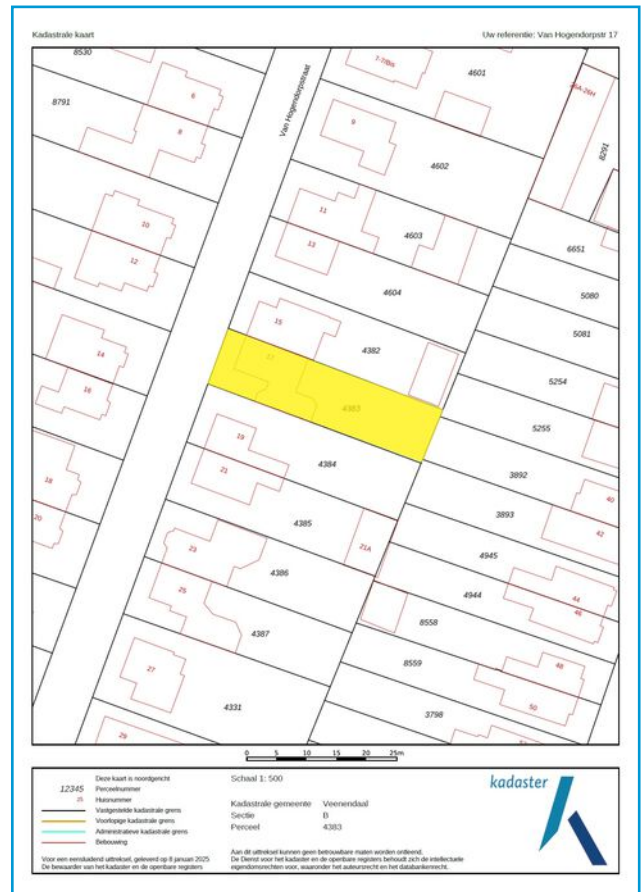 Kadastrale kaart
Uw referentie: Van Hogendorpstr 17
8530
7-7/Bis
4601
26A-26H
6
8791
8
Van Hogendorpstraat
9
8291
4602
11
10
13
4603
6651
12
4604
5080
15
5081
14
17
4382
5254
16
4383
5255
19
4384
3892
18
21
40
20
4385
3893
42
23
21A
4945
25
4386
4944
44
46
4387
8558
27
8559
48
4331
50
29
3798
0 5 10 15 20 25m
Deze kaart is noordgericht
12345 Perceelnummer
25 Huisnummer
Vastgestelde kadastrale grens
Voorlopige kadastrale grens
Administratieve kadastrale grens
Bebouwing
Voor een eensluidend uittreksel, geleverd op 8 januari 2025
De bewaarder van het kadaster en de openbare registers
Schaal 1: 500
Kadastrale gemeente Veenendaal
Sectie B
Perceel 4383
Aan dit uittreksel kunnen geen betrouwbare maten worden ontleend.
De Dienst voor het kadaster en de openbare registers behoudt zich de intellectuele
eigendomsrechten voor, waaronder het auteursrecht en het databankenrecht.
kadaster